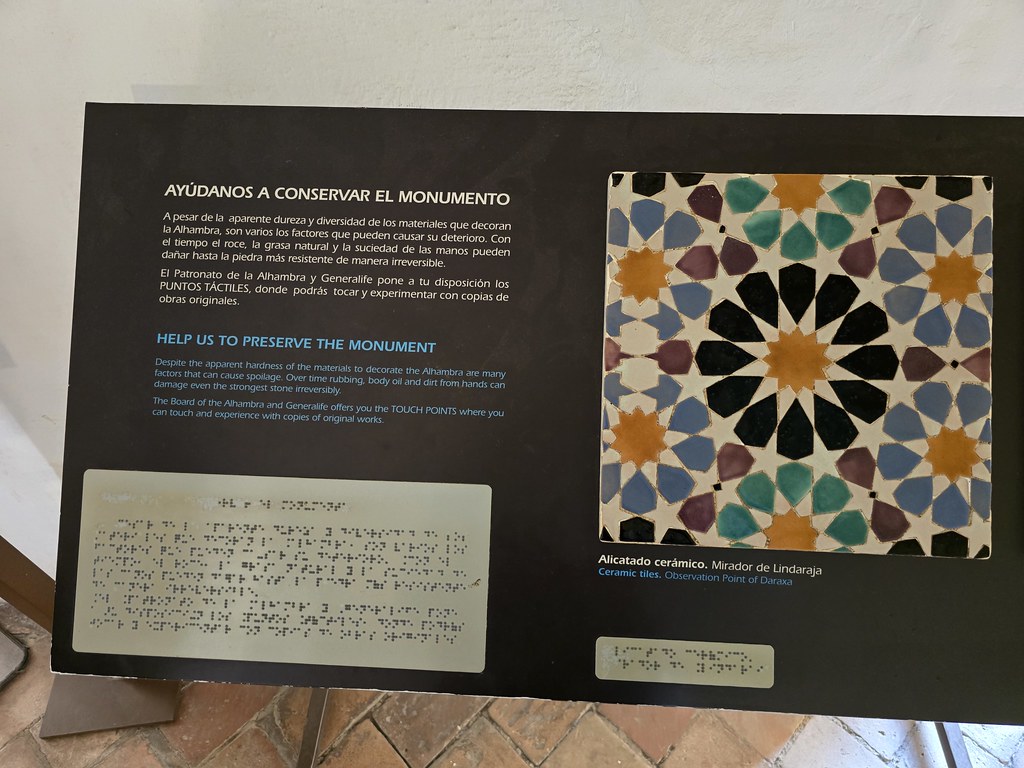 AYÚDANOS A CONSERVAR EL MONUMENTO
A pesar de la aparente dureza y diversidad de los materiales que decoran
la Alhambra, son varios los factores que pueden causar su deterioro. Con
el tiempo el roce, la grasa natural y la suciedad de las manos pueden
dañar hasta la piedra más resistente de manera irreversible.
El Patronato de la Alhambra y Generalife pone a tu disposición los
PUNTOS TÁCTILES, donde podrás tocar y experimentar con copias de
obras originales.
HELP US TO PRESERVE THE MONUMENT
Despite the apparent hardness of the materials to decorate the Alhambra are many
factors that can cause spoilage. Over time rubbing, body oil and dirt from hands can
damage even the strongest stone irreversibly.
The Board of the Alhambra and Generalife offers you the TOUCH POINTS where you
can touch and experience with copies of original works.
Alicatado cerámico. Mirador de Lindaraja
Ceramic tiles. Observation Point of Daraxa